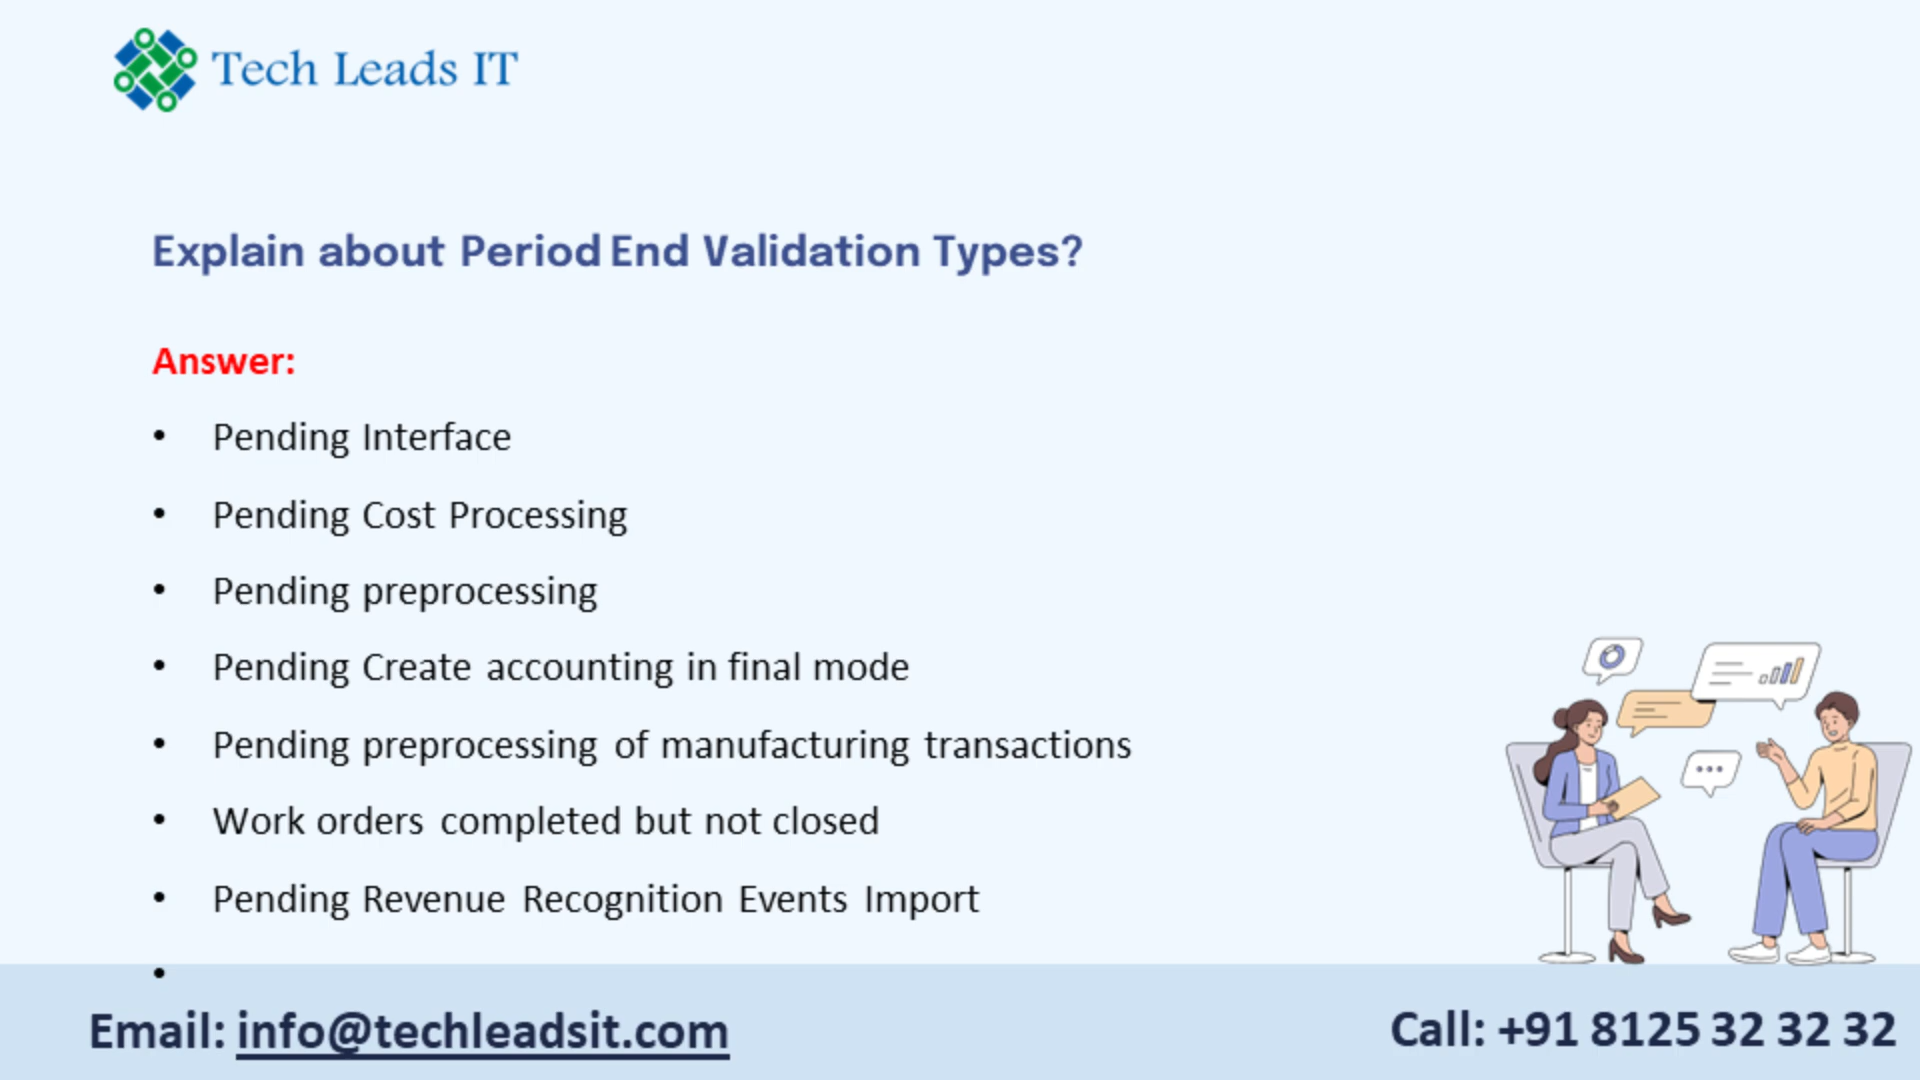 Tech Leads IT
Explain about Period End Validation Types?
Answer:
• Pending Interface
• Pending Cost Processing
• Pending preprocessing
• Pending Create accounting in final mode
• Pending preprocessing of manufacturing transactions
• Work orders completed but not closed
• Pending Revenue Recognition Events Import
•
Email: info@techleadsit.com
Call: +91 8125 32 32 32